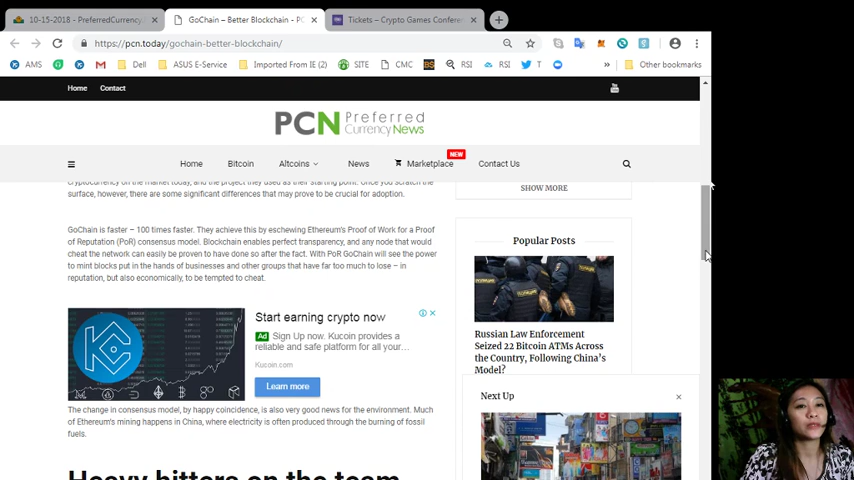 10-15-2018 - PreferredCurrency
GoChain – Better Blockchain - PC
Tickets – Crypto Games Confere
https://pcn.today/gochain-better-blockchain/
AMS
Dell
ASUS E-Service
Imported From IE (2)
SITE
CMC
BS
RSI
RSI
T
»
Other bookmarks
Home
Contact
PCN Preferred
Currency News
Home
Bitcoin
Altcoins
News
NEW
Marketplace
Contact Us
cryptocurrency on the market today, and the project they used as their starting point. Once you scratch the
surface, however, there are some significant differences that may prove to be crucial for adoption.
GoChain is faster – 100 times faster. They achieve this by eschewing Ethereum's Proof of Work for a Proof
of Reputation (PoR) consensus model. Blockchain enables perfect transparency, and any node that would
cheat the network can easily be proven to have done so after the fact. With PoR GoChain will see the power
to mint blocks put in the hands of businesses and other groups that have far too much to lose – in
reputation, but also economically, to be tempted to cheat.
Start earning crypto now
Ad Sign Up now. Kucoin provides a
reliable and safe platform for all your...
Kucoin.com
Learn more
The change in consensus model, by happy coincidence, is also very good news for the environment. Much
of Ethereum's mining happens in China, where electricity is often produced through the burning of fossil
fuels.
Heavy hitters on the team
SHOW MORE
Popular Posts
Russian Law Enforcement
Seized 22 Bitcoin ATMs Across
the Country, Following China's
Model?
Next Up